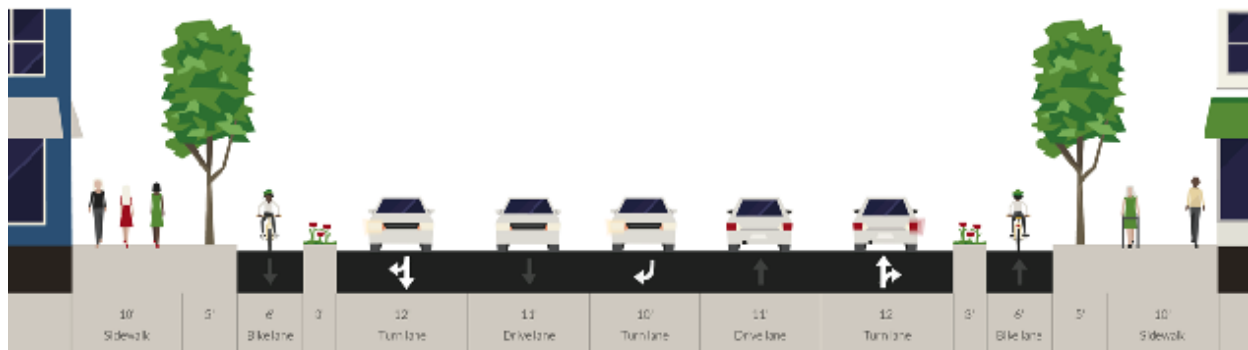 10' 5' 6' 3' 12' 11' 10' 11' 12 3' 6' 5' 10'
Sidewalk Bike lane Turn lane Drive lane Turn lane Drive lane Turn lane Bike lane Sidewalk